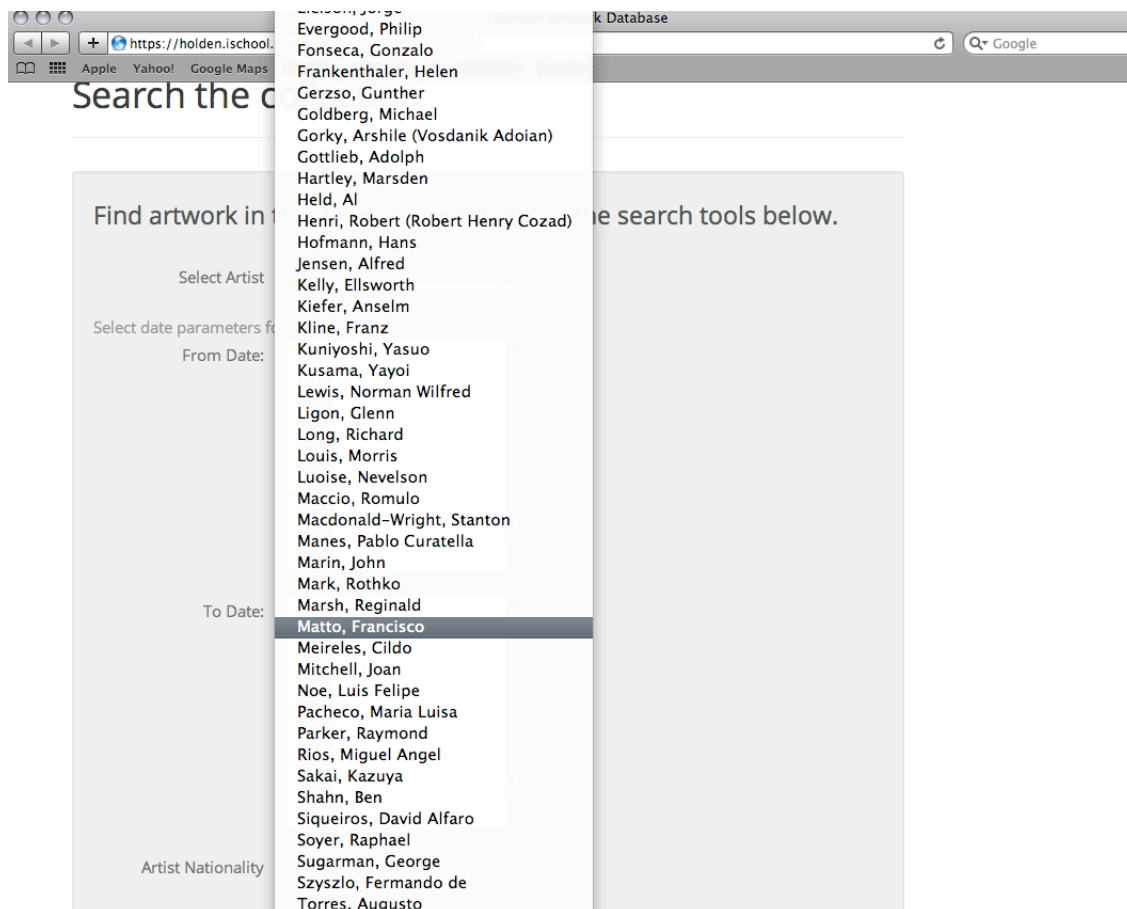 k Database
https://holden.ischool.
Google
Apple Yahoo! Google Maps
Search the c
Find artwork in
e search tools below.
Select Artist
Select date parameters fo
From Date:
To Date:
Artist Nationality
Evergood, Philip
Fonseca, Gonzalo
Frankenthaler, Helen
Gerzso, Gunther
Goldberg, Michael
Gorky, Arshile (Vosdanik Adoian)
Gottlieb, Adolph
Hartley, Marsden
Held, Al
Henri, Robert (Robert Henry Cozad)
Hofmann, Hans
Jensen, Alfred
Kelly, Ellsworth
Kiefer, Anselm
Kline, Franz
Kuniyoshi, Yasuo
Kusama, Yayoi
Lewis, Norman Wilfred
Ligon, Glenn
Long, Richard
Louis, Morris
Luoise, Nevelson
Maccio, Romulo
Macdonald-Wright, Stanton
Manes, Pablo Curatella
Marin, John
Mark, Rothko
Marsh, Reginald
Matto, Francisco
Meireles, Cildo
Mitchell, Joan
Noe, Luis Felipe
Pacheco, Maria Luisa
Parker, Raymond
Rios, Miguel Angel
Sakai, Kazuya
Shahn, Ben
Siqueiros, David Alfaro
Soyer, Raphael
Sugarman, George
Szyszlo, Fernando de
Torres, Augusto